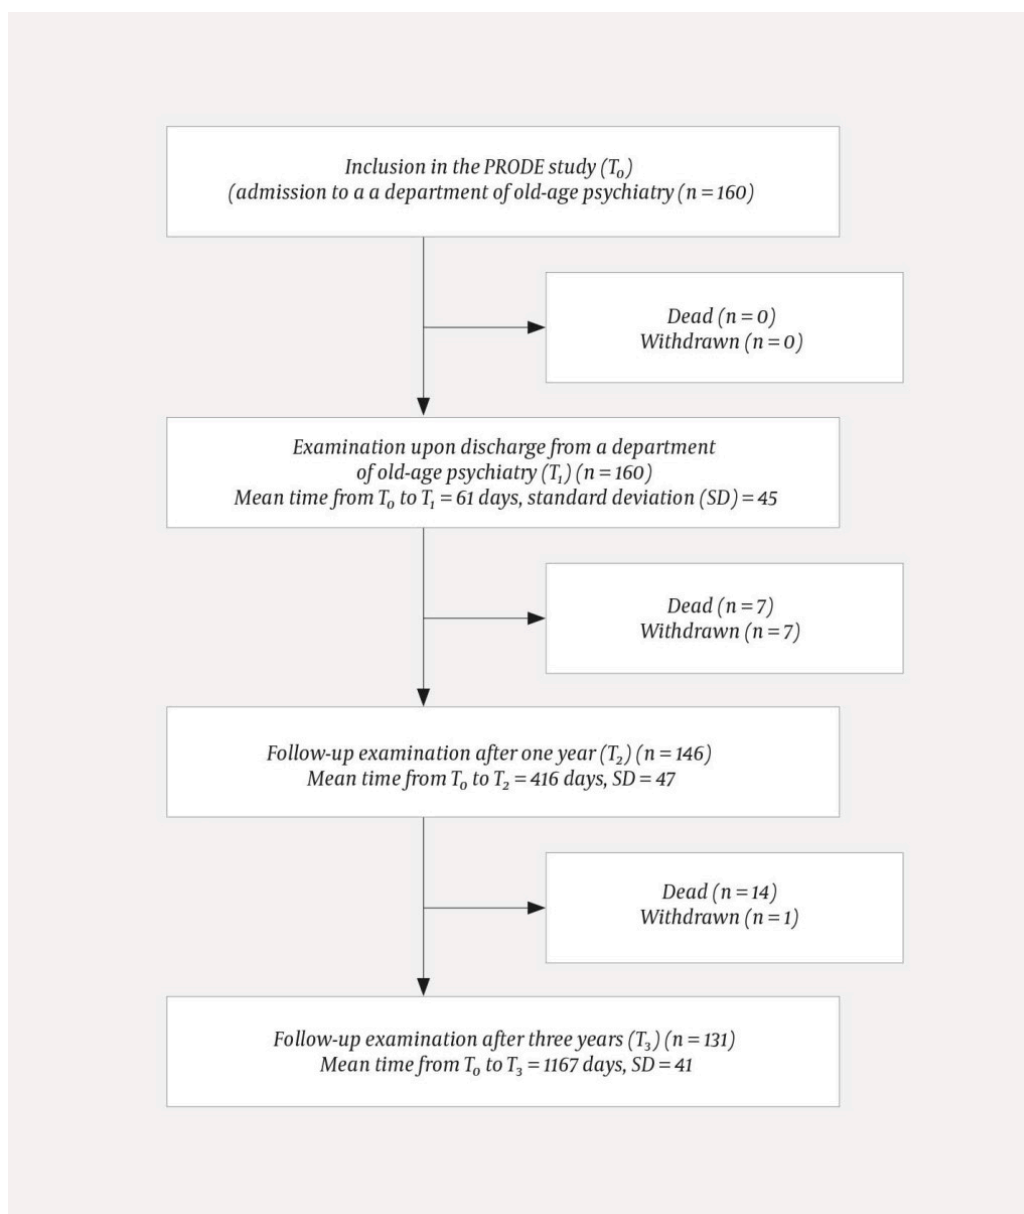 Inclusion in the PRODE study (T₀)
(admission to a a department of old-age psychiatry (n = 160)
Dead (n = 0)
Withdrawn (n = 0)
Examination upon discharge from a department
of old-age psychiatry (T₁) (n = 160)
Mean time from T₀ to T₁ = 61 days, standard deviation (SD) = 45
Dead (n = 7)
Withdrawn (n = 7)
Follow-up examination after one year (T₂) (n = 146)
Mean time from T₀ to T₂ = 416 days, SD = 47
Dead (n = 14)
Withdrawn (n = 1)
Follow-up examination after three years (T₃) (n = 131)
Mean time from T₀ to T₃ = 1167 days, SD = 41